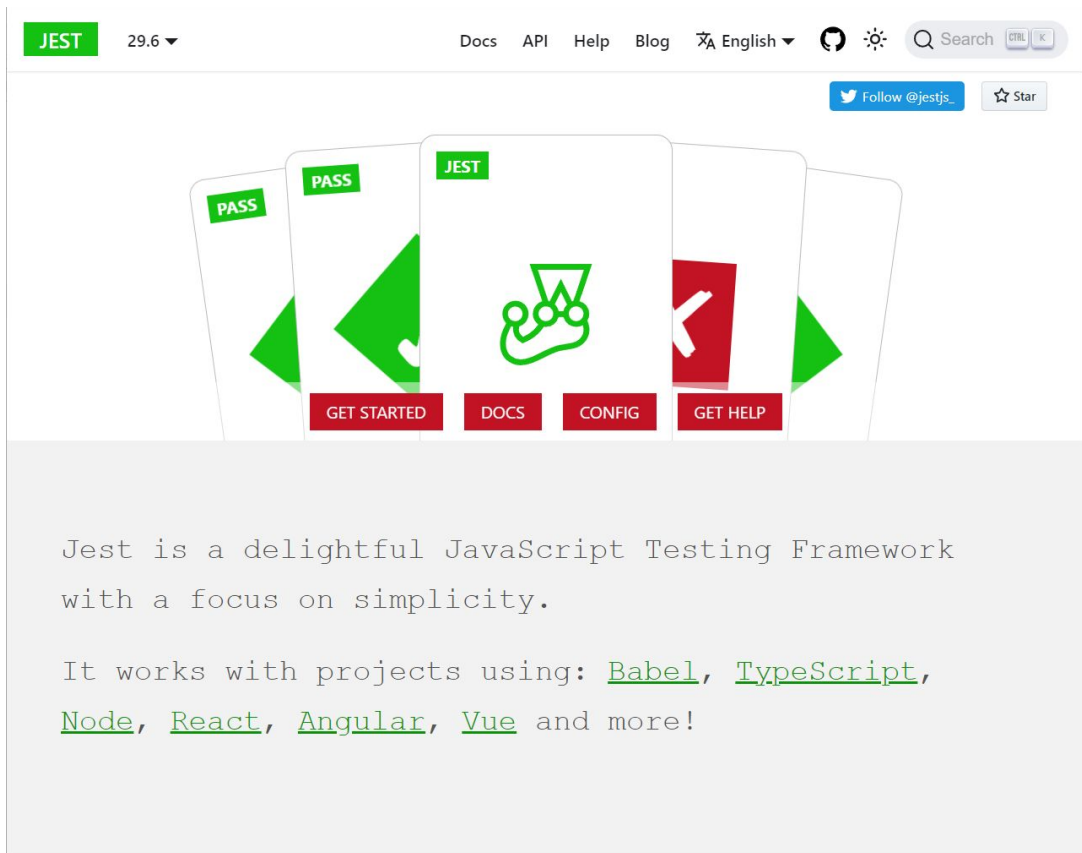 JEST 29.6 Docs API Help Blog English Search CTRL K
Follow @jestjs_ Star
JEST
PASS
PASS
GET STARTED DOCS CONFIG GET HELP
Jest is a delightful JavaScript Testing Framework
with a focus on simplicity.
It works with projects using: Babel, TypeScript,
Node, React, Angular, Vue and more!